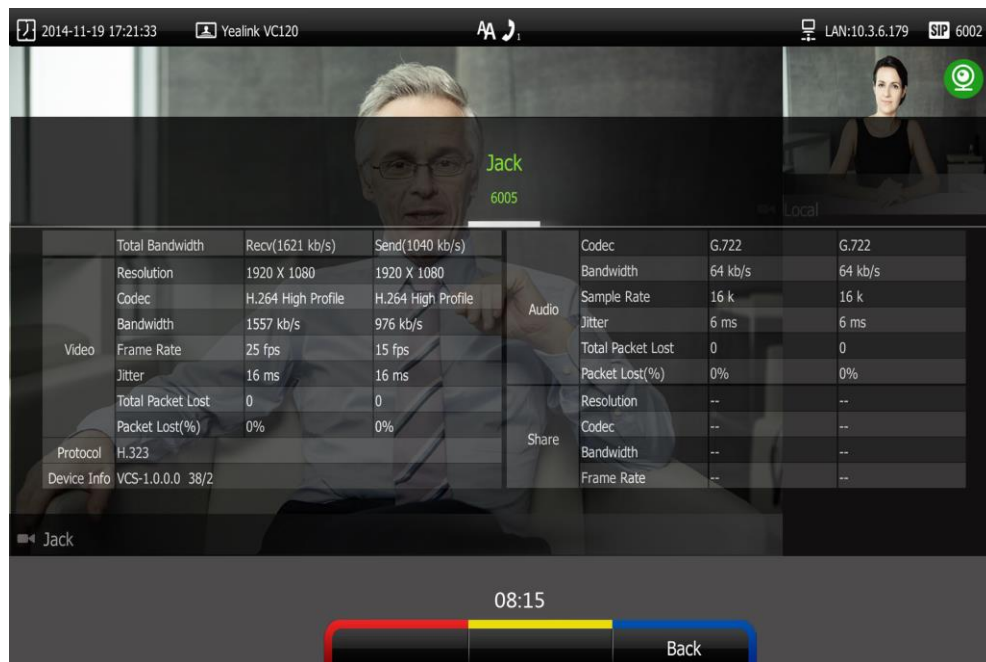 2014-11-19 17:21:33 Yealink VC120 AA 1 LAN:10.3.6.179 SIP 6002
Jack
6005
Local
Total Bandwidth Recv(1621 kb/s) Send(1040 kb/s)
Video
Resolution 1920 X 1080 1920 X 1080
Codec H.264 High Profile H.264 High Profile
Bandwidth 1557 kb/s 976 kb/s
Frame Rate 25 fps 15 fps
Jitter 16 ms 16 ms
Total Packet Lost 0 0
Packet Lost(%) 0% 0%
Protocol H.323
Device Info VCS-1.0.0.0 38/2
Audio
Codec G.722 G.722
Bandwidth 64 kb/s 64 kb/s
Sample Rate 16 k 16 k
Jitter 6 ms 6 ms
Total Packet Lost 0 0
Packet Lost(%) 0% 0%
Share
Resolution -- --
Codec -- --
Bandwidth -- --
Frame Rate -- --
Jack
08:15
Back